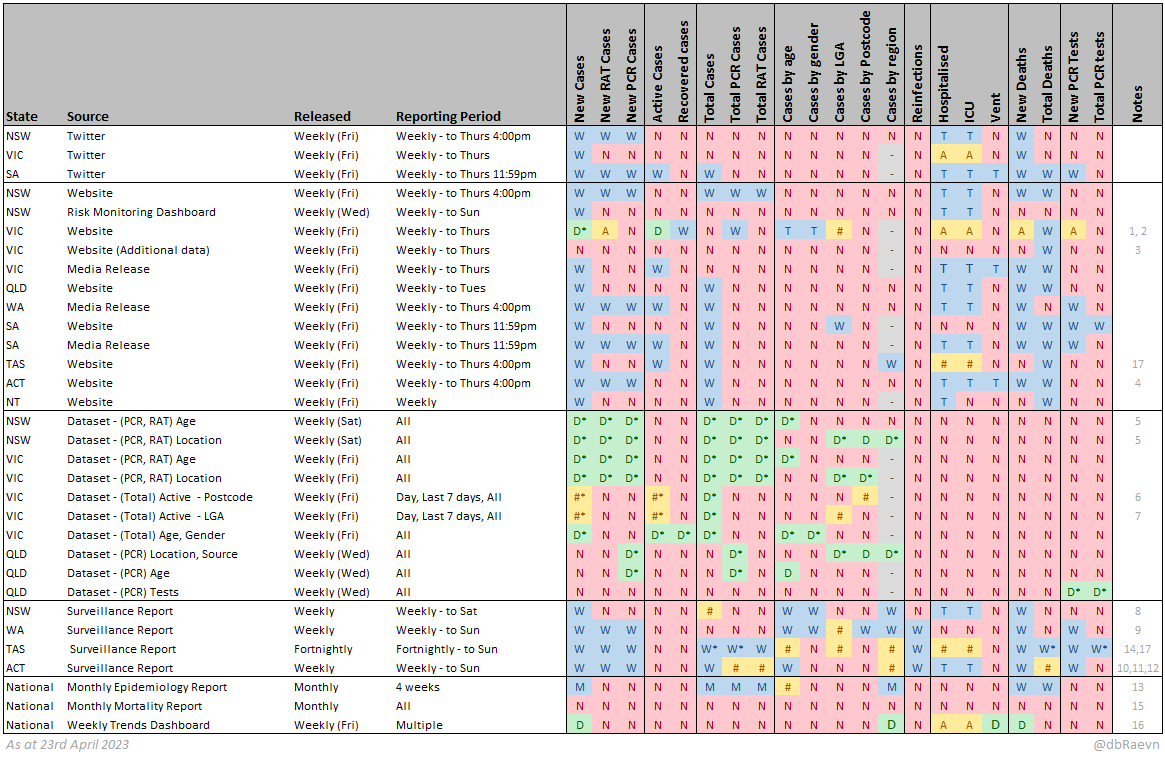 State Source Released Reporting Period New Cases New RAT Cases New PCR Cases Active Cases Recovered cases Total Cases Total PCR Cases Total RAT Cases Cases by age Cases by gender Cases by LGA Cases by Postcode Cases by region Reinfections Hospitalised ICU Vent New Deaths Total Deaths New PCR Tests Total PCR tests Notes
NSW Twitter Weekly (Fri) Weekly - to Thurs 4:00pm W W W N N N N N N N N N N N T T N W N N N
VIC Twitter Weekly (Fri) Weekly - to Thurs W N N N N N N N N N N N - N A A N W N N N
SA Twitter Weekly (Fri) Weekly - to Thurs 11:59pm W W W W N W N N N N N N - N T T T W W W N
NSW Website Weekly (Fri) Weekly - to Thurs 4:00pm W W W N N W W W N N N N N N T T N W W N N
NSW Risk Monitoring Dashboard Weekly (Wed) Weekly - to Sun W N N N N N N N N N N N N N T T N N N N N
VIC Website Weekly (Fri) Weekly - to Thurs D* A N D W N W N T T # N - N A A N A W A N 1, 2
VIC Website (Additional data) Weekly (Fri) Weekly - to Thurs N N N N N N N N N N N N - N N N N N W N N 3
VIC Media Release Weekly (Fri) Weekly - to Thurs W N N W N N N N N N N N - N T T T W W N N
QLD Website Weekly (Fri) Weekly - to Tues W N N N N W N N N N N N N N T T N W W N N
WA Media Release Weekly (Fri) Weekly - to Thurs 4:00pm W W W W N W N N N N N N N N T T N W N W N
SA Website Weekly (Fri) Weekly - to Thurs 11:59pm W N N N N W N N N N W N - N N N N W W W W
SA Media Release Weekly (Fri) Weekly - to Thurs 11:59pm W W W W N W N N N N N N - N T T N W W W N
TAS Website Weekly (Fri) Weekly - to Thurs 4:00pm W N N W N W N N N N N N W N # # N N W N N 17
ACT Website Weekly (Fri) Weekly - to Thurs 4:00pm W W W N N W N N N N N N - N T T T W W N N 4
NT Website Weekly (Fri) Weekly W N N N N W N N N N N N - N T N N N W N N
NSW Dataset - (PCR, RAT) Age Weekly (Sat) All D* D* D* N N D* D* D* D* N N N N N N N N N N N N 5
NSW Dataset - (PCR, RAT) Location Weekly (Sat) All D* D* D* N N D* D* D* N N D* D D* N N N N N N N N 5
VIC Dataset - (PCR, RAT) Age Weekly (Fri) All D* D* D* N N D* D* D* D* N N N - N N N N N N N N
VIC Dataset - (PCR, RAT) Location Weekly (Fri) All D* D* D* N N D* D* D* N N D* D* - N N N N N N N N
VIC Dataset - (Total) Active - Postcode Weekly (Fri) Day, Last 7 days, All #* N N #* N D* N N N N N # - N N N N N N N N 6
VIC Dataset - (Total) Active - LGA Weekly (Fri) Day, Last 7 days, All #* N N #* N D* N N N N # N - N N N N N N N N 7
VIC Dataset - (Total) Age, Gender Weekly (Fri) All D* N N D* D* D* N N D* D* N N - N N N N N N N N
QLD Dataset - (PCR) Location, Source Weekly (Wed) All N N D* N N N D* N N N D* D D* N N N N N N N N
QLD Dataset - (PCR) Age Weekly (Wed) All N N D* N N N D* N D N N N - N N N N N N N N
QLD Dataset - (PCR) Tests Weekly (Wed) All N N N N N N N N N N N N - N N N N N N D* D*
NSW Surveillance Report Weekly Weekly - to Sat W N N N N # N N W W N N W N T T N W N N N 8
WA Surveillance Report Weekly Weekly - to Sun W W W N N N N N W W # W W W N N N W N W N 9
TAS Surveillance Report Fortnightly Fortnightly - to Sun W W W N N W* W* W # N # N # W # # N W W* W W* 14,17
ACT Surveillance Report Weekly Weekly - to Sun W W W N N W # # W N N N # N T T N W # W N 10,11,12
National Monthly Epidemiology Report Monthly 4 weeks M N N N N M M M # N N N M N N N N W W N N 13
National Monthly Mortality Report Monthly All N N N N N N N N N N N N N N N N N N N N N 15
National Weekly Trends Dashboard Weekly (Fri) Multiple D N N N N N N N N N N N D N A A D D N N N 16
As at 23rd April 2023 @dbRaevn